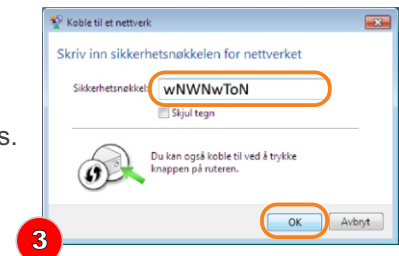 Koble til et nettverk
Skriv inn sikkerhetsnøkkelen for nettverket
Sikkerhetsnøkkel: wNWNwToN
Skjul tegn
s.
Du kan også koble til ved å trykke
knappen på ruteren.
OK Avbryt
3